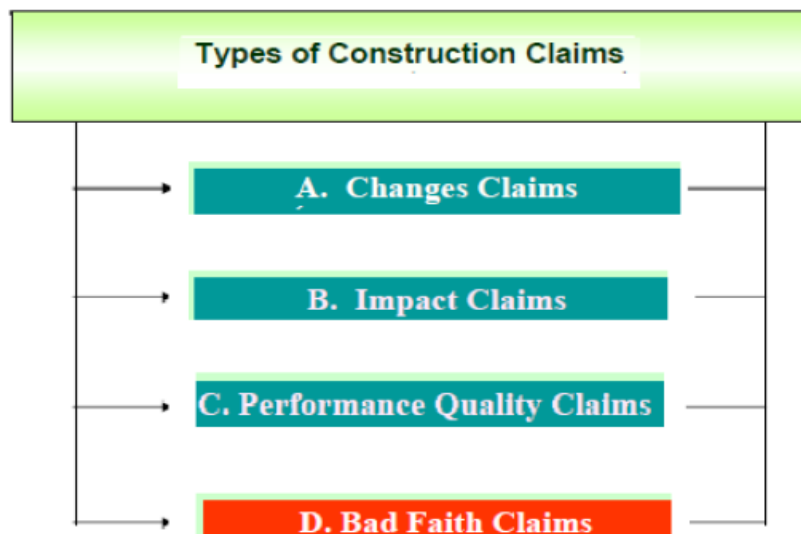 Types of Construction Claims
A. Changes Claims
B. Impact Claims
C. Performance Quality Claims
D. Bad Faith Claims